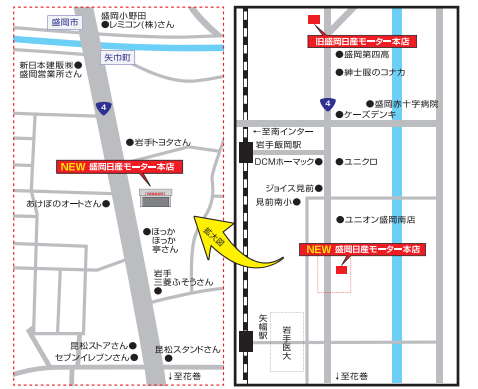 盛岡市
盛岡小野田
●レミコン(株)さん
矢巾町
新日本建販㈱●
盛岡営業所さん
4
●岩手トヨタさん
NEW 盛岡日産モーター本店
あけぼのオートさん●
●ほっか
ほっか
亭さん
岩手
三菱ふそうさん
●
昆松ストアさん●
セブンイレブンさん●
昆松スタンドさん
●
↓至花巻
拡大図
旧盛岡日産モーター本店
●盛岡第四高
●紳士服のコナカ
4
●盛岡赤十字病院
●ケーズデンキ
←至南インター
岩手飯岡駅
DCMホーマック●
●ユニクロ
ジョイス見前●
見前南小●
●ユニオン盛岡南店
NEW 盛岡日産モーター本店
矢幅駅
岩手医大
↓至花巻